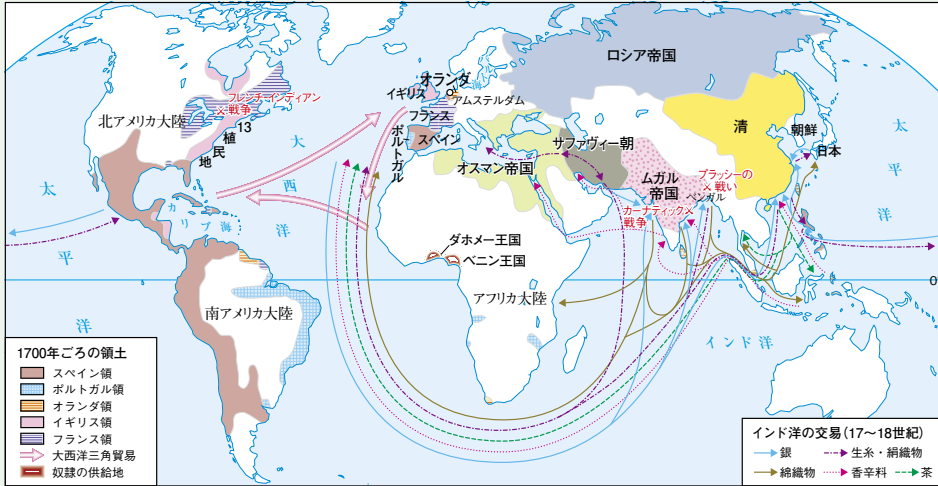 ロシア帝国
オランダ
イギリス
アムステルダム
フランス
スペイン
ポルトガル
フレンチ インディアン
戦争
北アメリカ大陸
13
植
民
地
大
西
洋
太
平
洋
カリブ海
清
朝鮮
日本
太
平
洋
サファヴィー朝
オスマン帝国
ムガル
帝国
プラッシーの
戦い
ベンガル
カーナティック
戦争
ダホメー王国
ベニン王国
アフリカ大陸
南アメリカ大陸
インド洋
0
1700年ごろの領土
スペイン領
ポルトガル領
オランダ領
イギリス領
フランス領
大西洋三角貿易
奴隷の供給地
インド洋の交易(17〜18世紀)
銀
生糸・絹織物
綿織物
香辛料
茶